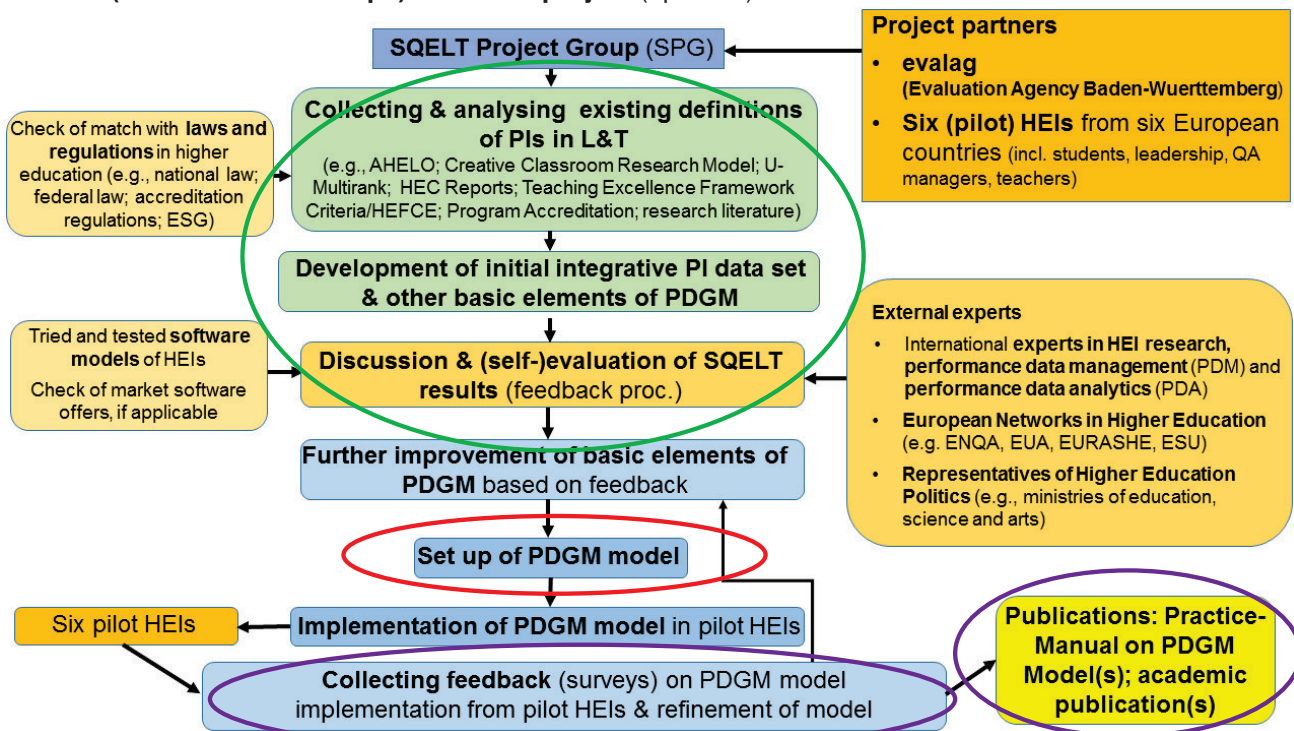 SQELT Project Group (SPG)
Project partners
• evalag
(Evaluation Agency Baden-Wuerttemberg)
• Six (pilot) HEIs from six European
countries (incl. students, leadership, QA
managers, teachers)
Collecting & analysing existing definitions
of PIs in L&T
(e.g., AHELO; Creative Classroom Research Model; U-
Multirank; HEC Reports; Teaching Excellence Framework
Criteria/HEFCE; Program Accreditation; research literature)
Check of match with laws and
regulations in higher
education (e.g., national law;
federal law; accreditation
regulations; ESG)
Development of initial integrative PI data set
& other basic elements of PDGM
Tried and tested software
models of HEIs
Check of market software
offers, if applicable
Discussion & (self-)evaluation of SQELT
results (feedback proc.)
External experts
• International experts in HEI research,
performance data management (PDM) and
performance data analytics (PDA)
• European Networks in Higher Education
(e.g. ENQA, EUA, EURASHE, ESU)
• Representatives of Higher Education
Politics (e.g., ministries of education,
science and arts)
Further improvement of basic elements of
PDGM based on feedback
Set up of PDGM model
Six pilot HEIs
Implementation of PDGM model in pilot HEIs
Collecting feedback (surveys) on PDGM model
implementation from pilot HEIs & refinement of model
Publications: Practice-
Manual on PDGM
Model(s); academic
publication(s)